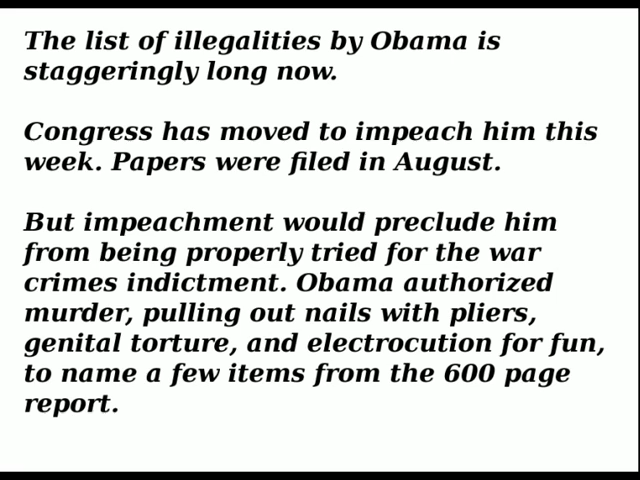 The list of illegalities by Obama is
staggeringly long now.
Congress has moved to impeach him this
week. Papers were filed in August.
But impeachment would preclude him
from being properly tried for the war
crimes indictment. Obama authorized
murder, pulling out nails with pliers,
genital torture, and electrocution for fun,
to name a few items from the 600 page
report.